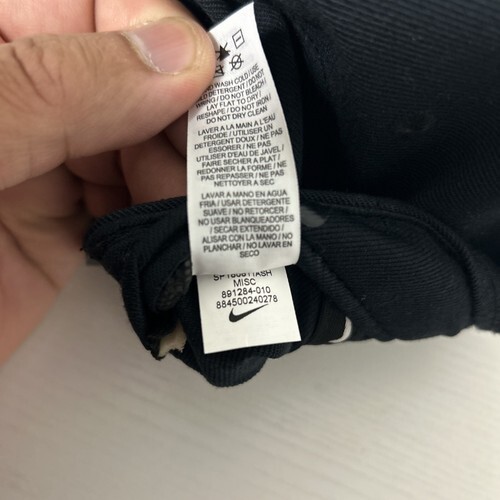 WASH COLD / USE
MILD DETERGENT / DO NOT
WRING / DO NOT BLEACH /
LAY FLAT TO DRY /
RESHAPE / DO NOT IRON /
DO NOT DRY CLEAN
LAVER A LA MAIN A L'EAU
FROIDE / UTILISER UN
DETERGENT DOUX / NE PAS
ESSORER / NE PAS
UTILISER D'EAU DE JAVEL /
FAIRE SECHER A PLAT /
REDONNER LA FORME / NE
PAS REPASSER / NE PAS
NETTOYER A SEC
LAVAR A MANO EN AGUA
FRIA / USAR DETERGENTE
SUAVE / NO RETORCER /
NO USAR BLANQUEADORES
/ SECAR EXTENDIDO /
ALISAR CON LA MANO / NO
PLANCHAR / NO LAVAR EN
SECO
MISC
891284-010
884500240278